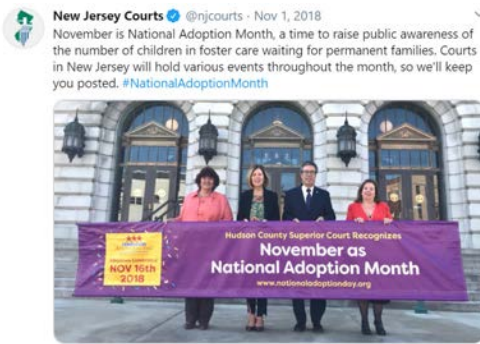 New Jersey Courts @njcourts · Nov 1, 2018
November is National Adoption Month, a time to raise public awareness of
the number of children in foster care waiting for permanent families. Courts
in New Jersey will hold various events throughout the month, so we'll keep
you posted. #NationalAdoptionMonth
Hudson County Superior Court Recognizes
November as
National Adoption Month
www.nationaladoptionday.org
NOV 16th
2018